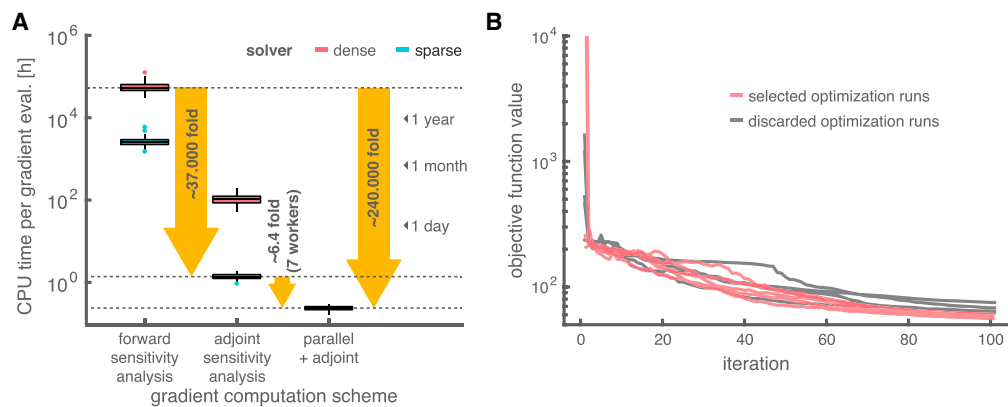 A
CPU time per gradient eval. [h]
10^6
10^4
10^2
10^0
solver
dense
sparse
~37.000 fold
~6.4 fold
(7 workers)
~240.000 fold
1 year
1 month
1 day
forward
sensitivity
analysis
adjoint
sensitivity
analysis
parallel
+ adjoint
gradient computation scheme
B
objective function value
10^4
10^3
10^2
selected optimization runs
discarded optimization runs
0
20
40
60
80
100
iteration